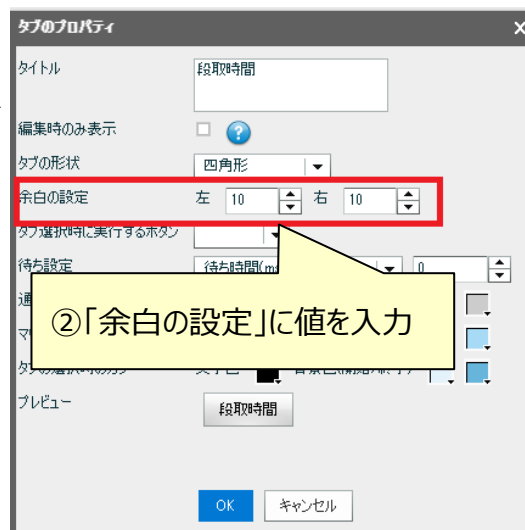 タブのプロパティ X
タイトル 段取時間
編集時のみ表示 ?
タブの形状 四角形
余白の設定 左 10 右 10
タブ選択時に実行するボタン
待ち設定 待ち時間(m 0
②「余白の設定」に値を入力
プレビュー 段取時間
OK キャンセル